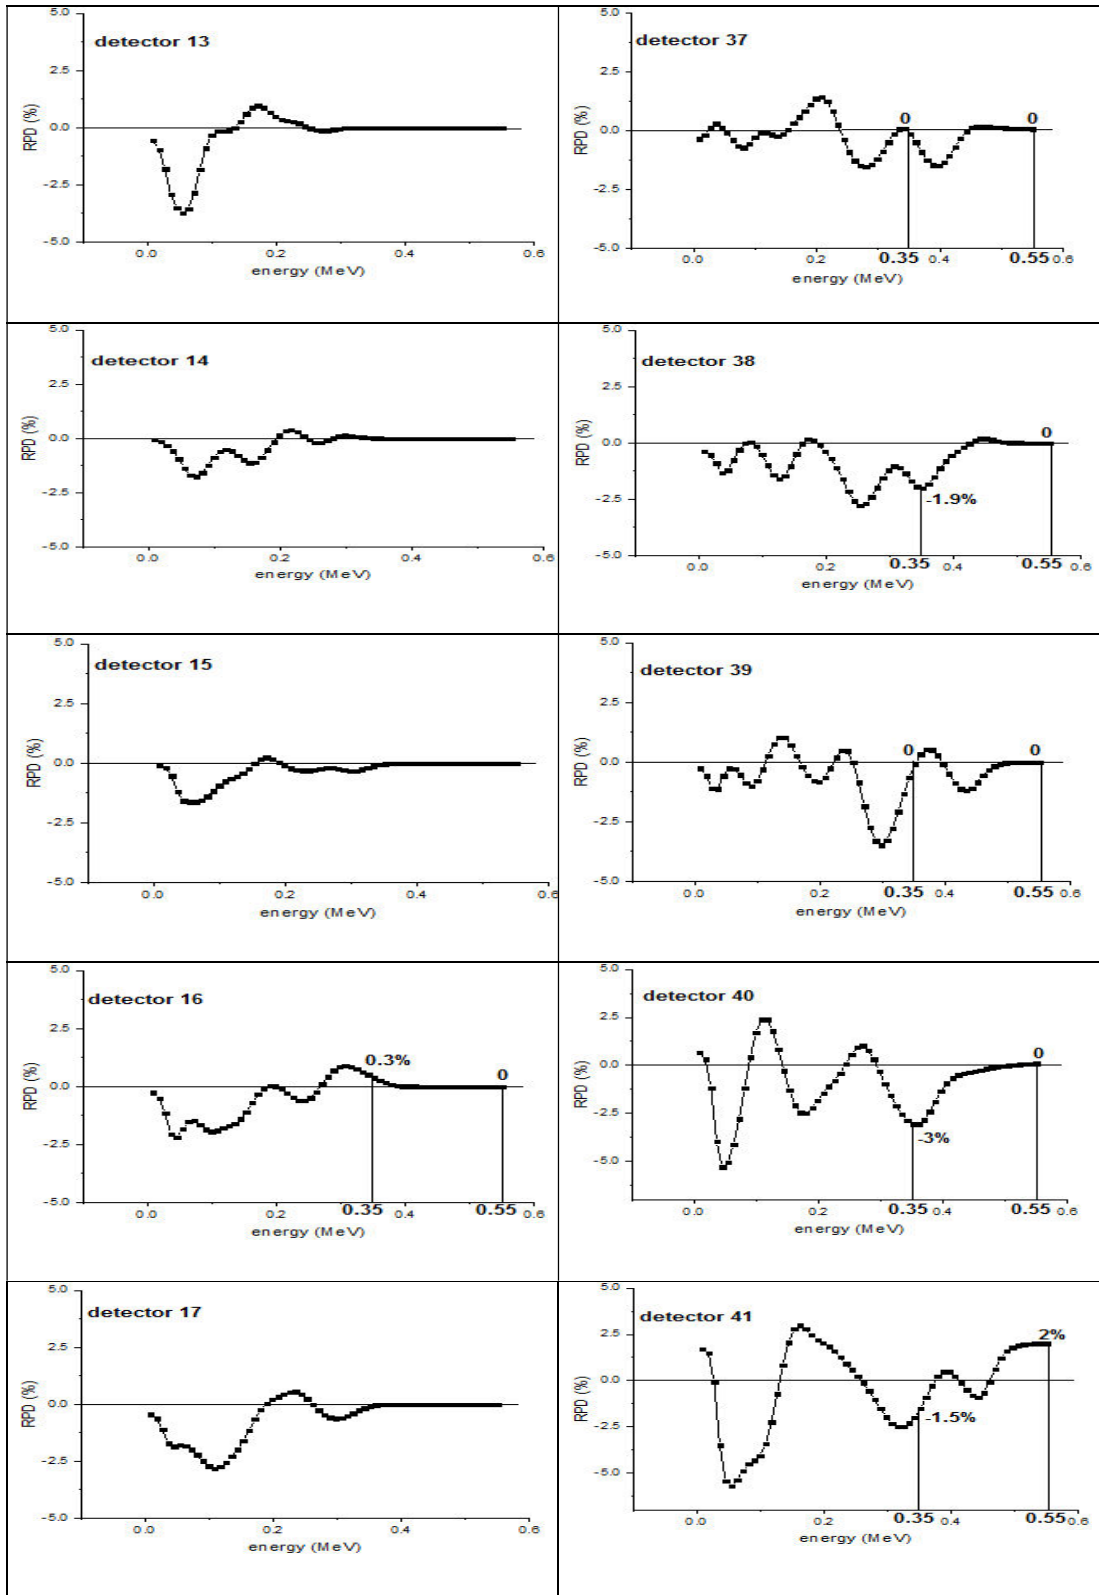 5.0
detector 13
2.5
RPD (%)
0.0
-2.5
-5.0
0.0 0.2 0.4 0.6
energy (MeV)
5.0
detector 37
2.5
RPD (%)
0 0
0.0
-2.5
-5.0
0.0 0.2 0.35 0.4 0.55 0.6
energy (MeV)
5.0
detector 14
2.5
RPD (%)
0.0
-2.5
-5.0
0.0 0.2 0.4 0.6
energy (MeV)
5.0
detector 38
2.5
RPD (%)
0
0.0
-2.5
-1.9%
-5.0
0.0 0.2 0.35 0.4 0.55 0.6
energy (MeV)
5.0
detector 15
2.5
RPD (%)
0.0
-2.5
-5.0
0.0 0.2 0.4 0.6
energy (MeV)
5.0
detector 39
2.5
RPD (%)
0 0
0.0
-2.5
-5.0
0.0 0.2 0.35 0.4 0.55 0.6
energy (MeV)
5.0
detector 16
2.5
RPD (%)
0.3%
0
0.0
-2.5
-5.0
0.0 0.2 0.35 0.4 0.55 0.6
energy (MeV)
5.0
detector 40
2.5
RPD (%)
0
0.0
-2.5
-3%
-5.0
0.0 0.2 0.35 0.4 0.55 0.6
energy (MeV)
5.0
detector 17
2.5
RPD (%)
0.0
-2.5
-5.0
0.0 0.2 0.4 0.6
energy (MeV)
5.0
detector 41
2.5
2%
RPD (%)
0.0
-1.5%
-2.5
-5.0
0.0 0.2 0.35 0.4 0.55 0.6
energy (MeV)